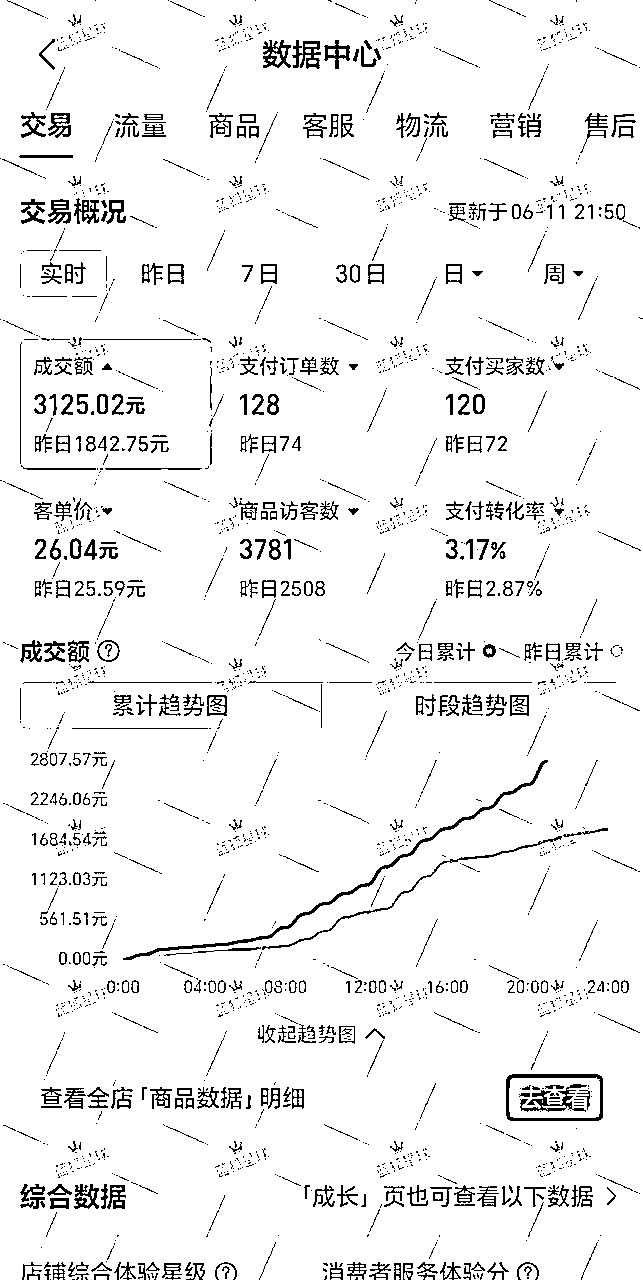 数据中心
交易 流量 商品 客服 物流 营销 售后
交易概况 更新于06-11 21:50
实时 昨日 7日 30日 日 周
成交额 支付订单数 支付买家数
3125.02元 128 120
昨日1842.75元 昨日74 昨日72
客单价 商品访客数 支付转化率
26.04元 3781 3.17%
昨日25.59元 昨日2508 昨日2.87%
成交额 今日累计 昨日累计
累计趋势图 时段趋势图
2807.57元
2246.06元
1684.54元
1123.03元
561.51元
0.00元
0:00 04:00 08:00 12:00 16:00 20:00 24:00
收起趋势图
查看全店「商品数据」明细 去查看
综合数据 「成长」页也可查看以下数据
店铺综合体验星级 消费者服务体验分